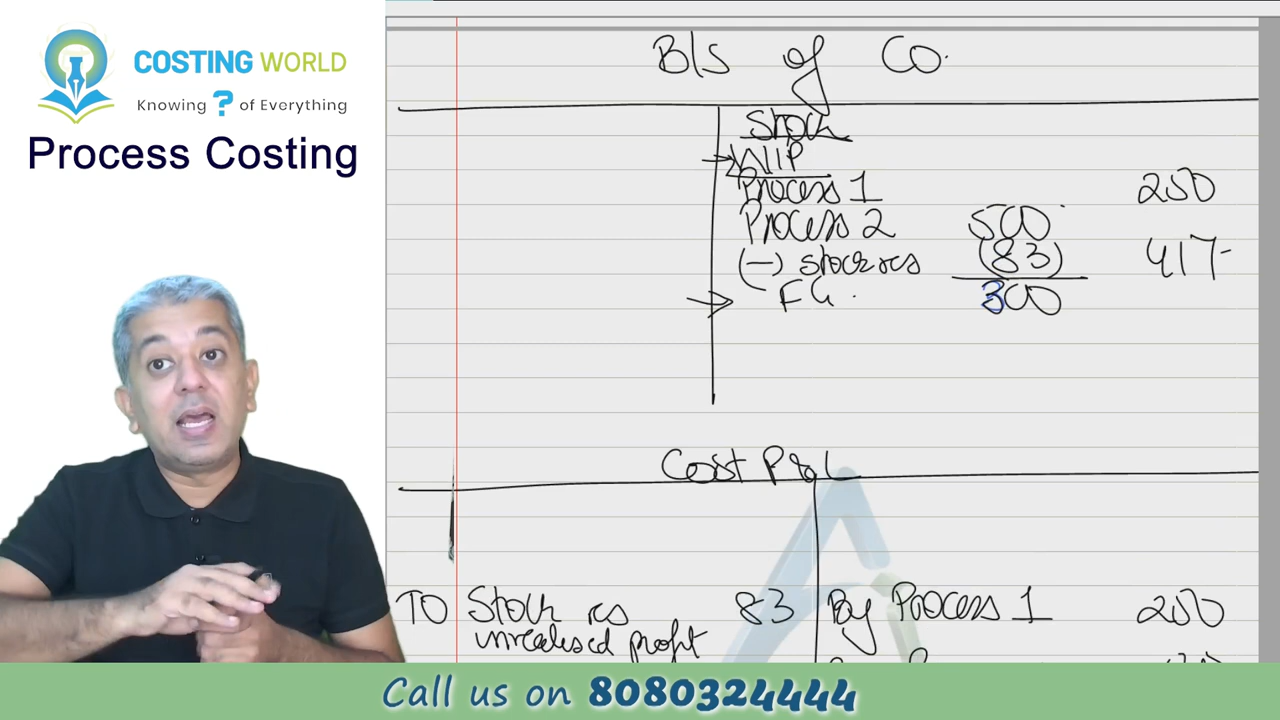 COSTING WORLD
Knowing ? of Everything
Process Costing
B/s of Co.
Stock
WIP
Process 1 250
Process 2 500
(-) stock res (83) 417
FG. 300
Cost P&L
TO Stock res 83 By Process 1 250
unrealised profit
Call us on 8080324444